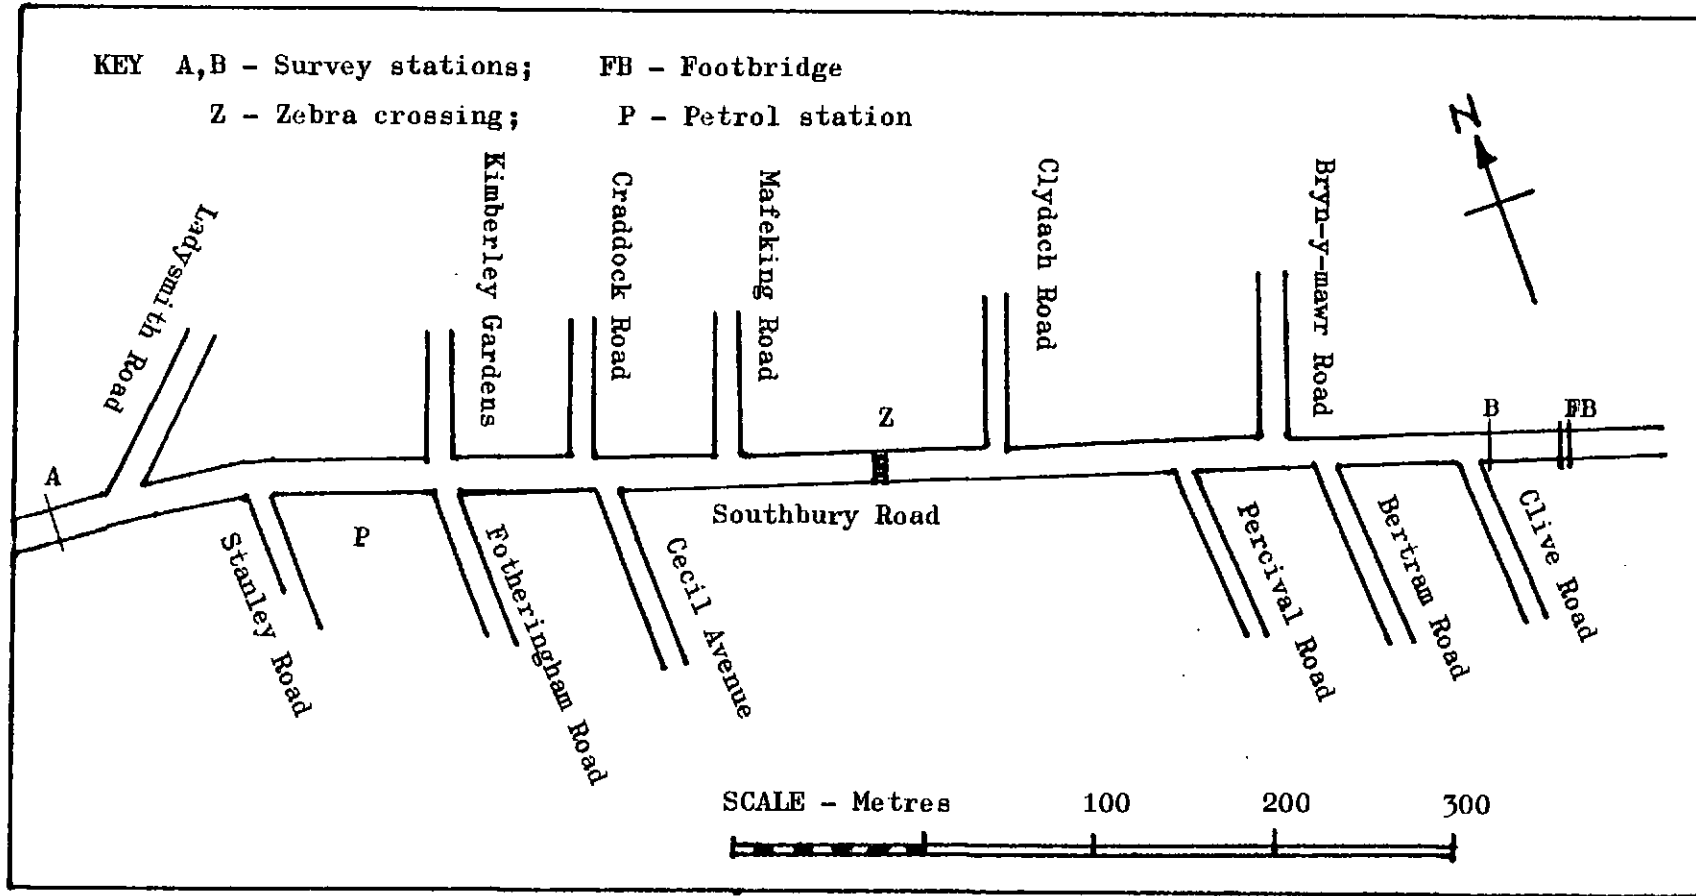 KEY A,B - Survey stations; FB - Footbridge
Z - Zebra crossing; P - Petrol station
N
Ladysmith Road
Kimberley Gardens
Craddock Road
Mafeking Road
Clydach Road
Bryn-y-mawr Road
A
Z
B
FB
P
Southbury Road
Stanley Road
Fotheringham Road
Cecil Avenue
Percival Road
Bertram Road
Clive Road
SCALE - Metres 100 200 300